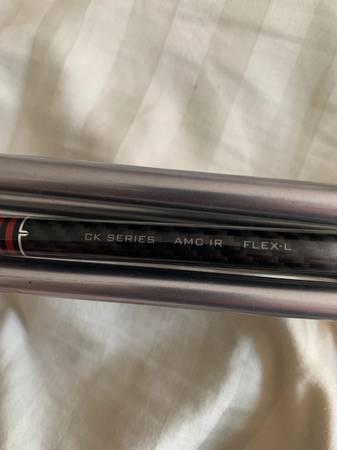 CK SERIES AMC IR FLEX-L